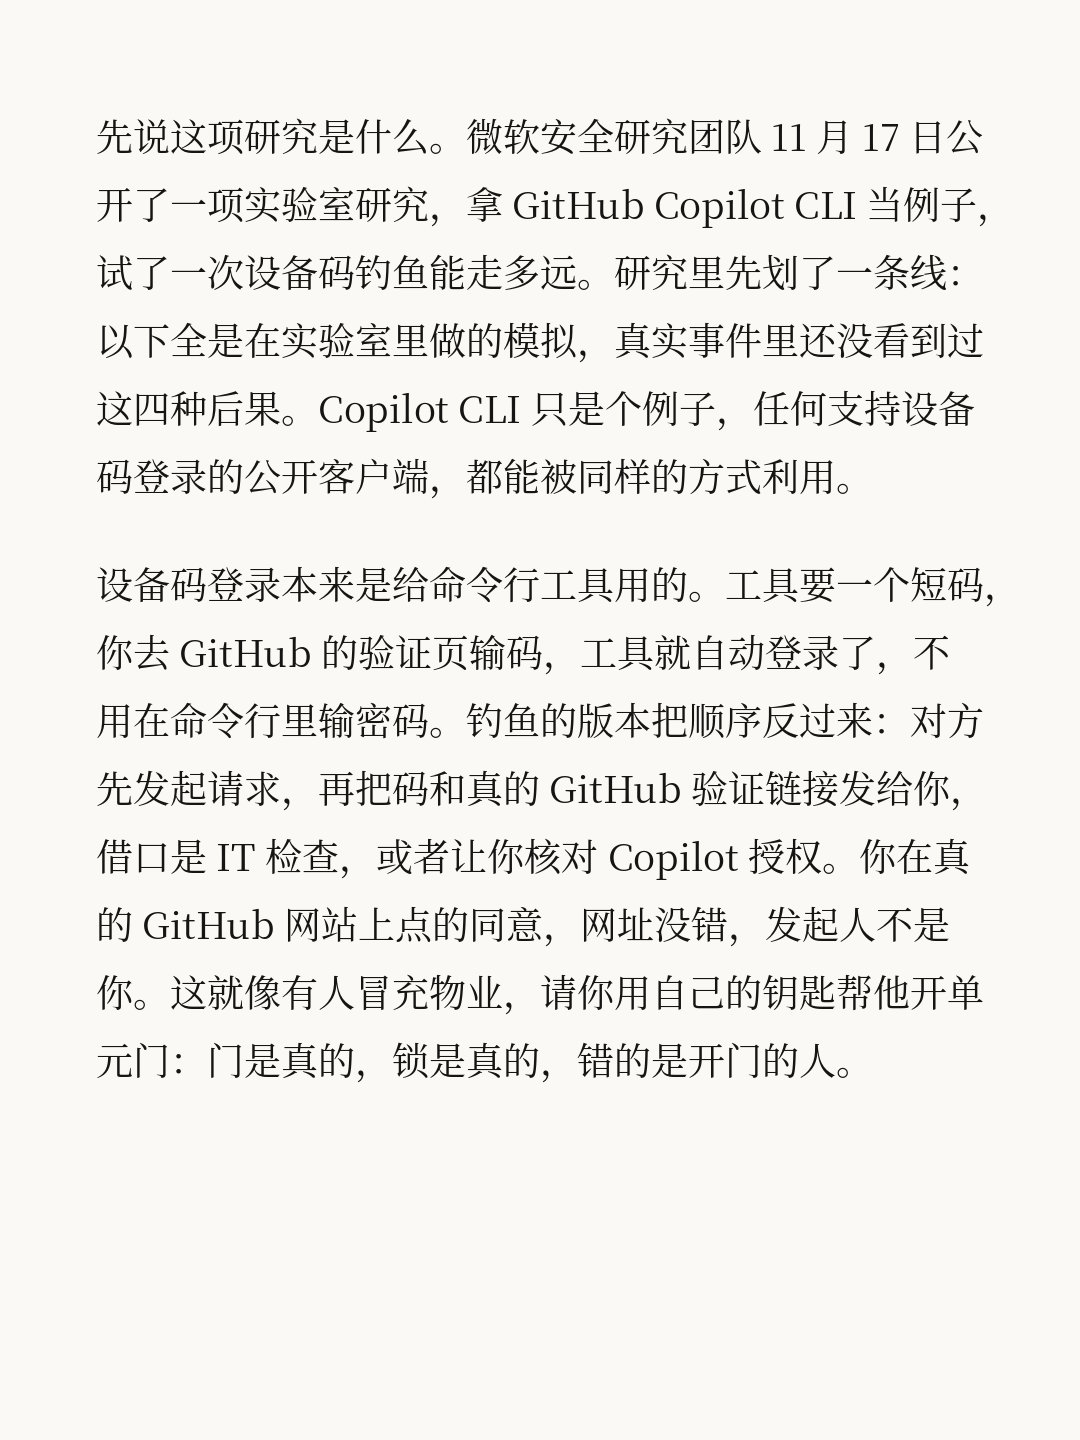 先说这项研究是什么。微软安全研究团队 11 月 17 日公
开了一项实验室研究，拿 GitHub Copilot CLI 当例子，
试了一次设备码钓鱼能走多远。研究里先划了一条线：
以下全是在实验室里做的模拟，真实事件里还没看到过
这四种后果。Copilot CLI 只是个例子，任何支持设备
码登录的公开客户端，都能被同样的方式利用。
设备码登录本来是给命令行工具用的。工具要一个短码，
你去 GitHub 的验证页输码，工具就自动登录了，不
用在命令行里输密码。钓鱼的版本把顺序反过来：对方
先发起请求，再把码和真的 GitHub 验证链接发给你，
借口是 IT 检查，或者让你核对 Copilot 授权。你在真
的 GitHub 网站上点的同意，网址没错，发起人不是
你。这就像有人冒充物业，请你用自己的钥匙帮他开单
元门：门是真的，锁是真的，错的是开门的人。